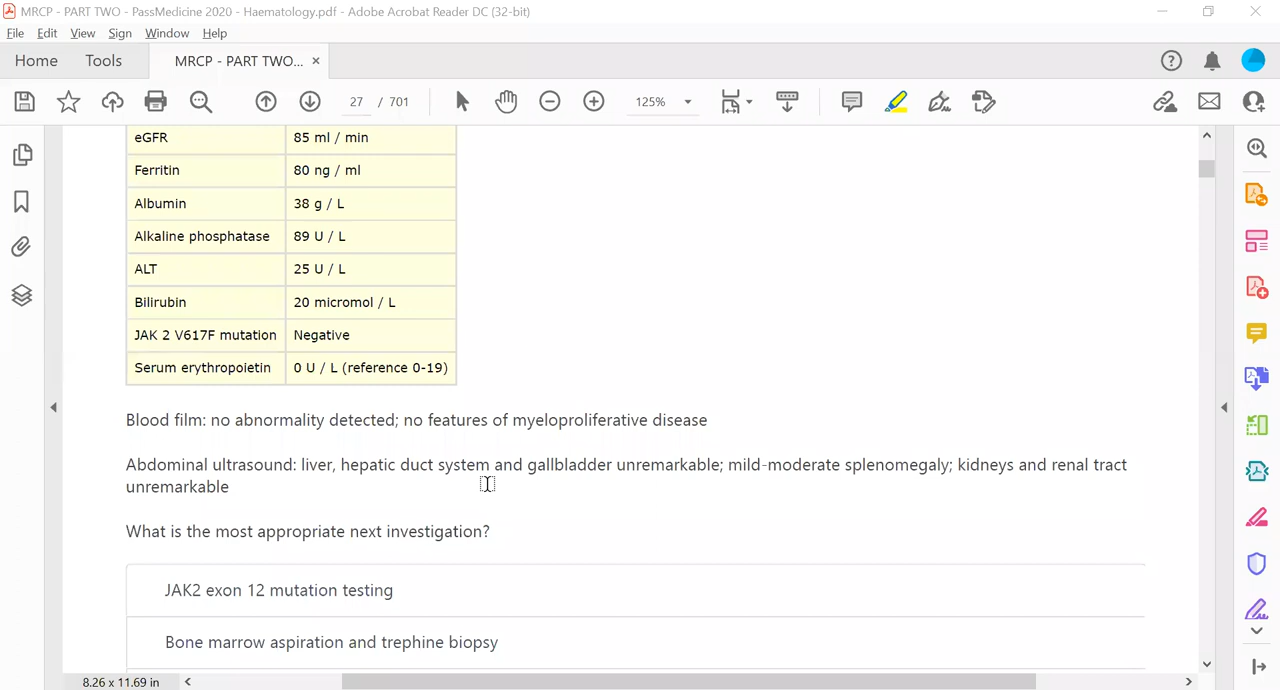 MRCP - PART TWO - PassMedicine 2020 - Haematology.pdf - Adobe Acrobat Reader DC (32-bit)
File Edit View Sign Window Help
Home Tools MRCP - PART TWO... ×
27 / 701 125%
eGFR 85 ml / min
Ferritin 80 ng / ml
Albumin 38 g / L
Alkaline phosphatase 89 U / L
ALT 25 U / L
Bilirubin 20 micromol / L
JAK 2 V617F mutation Negative
Serum erythropoietin 0 U / L (reference 0-19)
Blood film: no abnormality detected; no features of myeloproliferative disease
Abdominal ultrasound: liver, hepatic duct system and gallbladder unremarkable; mild-moderate splenomegaly; kidneys and renal tract
unremarkable
What is the most appropriate next investigation?
JAK2 exon 12 mutation testing
Bone marrow aspiration and trephine biopsy
8.26 x 11.69 in